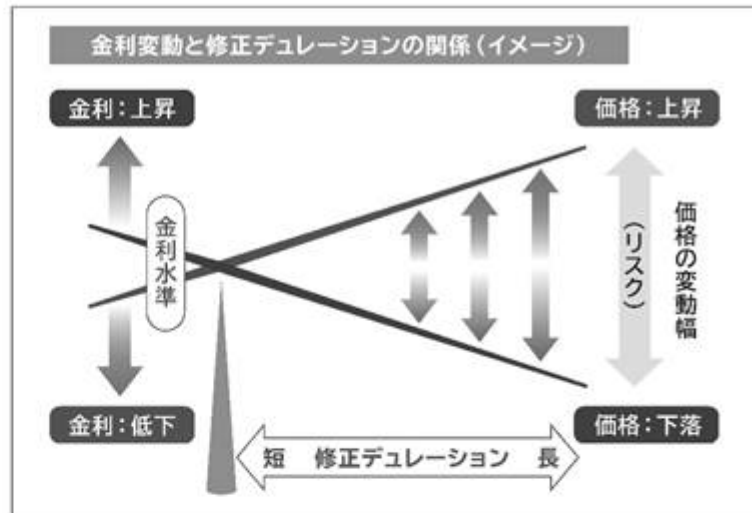 金利変動と修正デュレーションの関係(イメージ)
金利:上昇
価格:上昇
金利水準
価格の変動幅
(リスク)
金利:低下
価格:下落
短 修正デュレーション 長